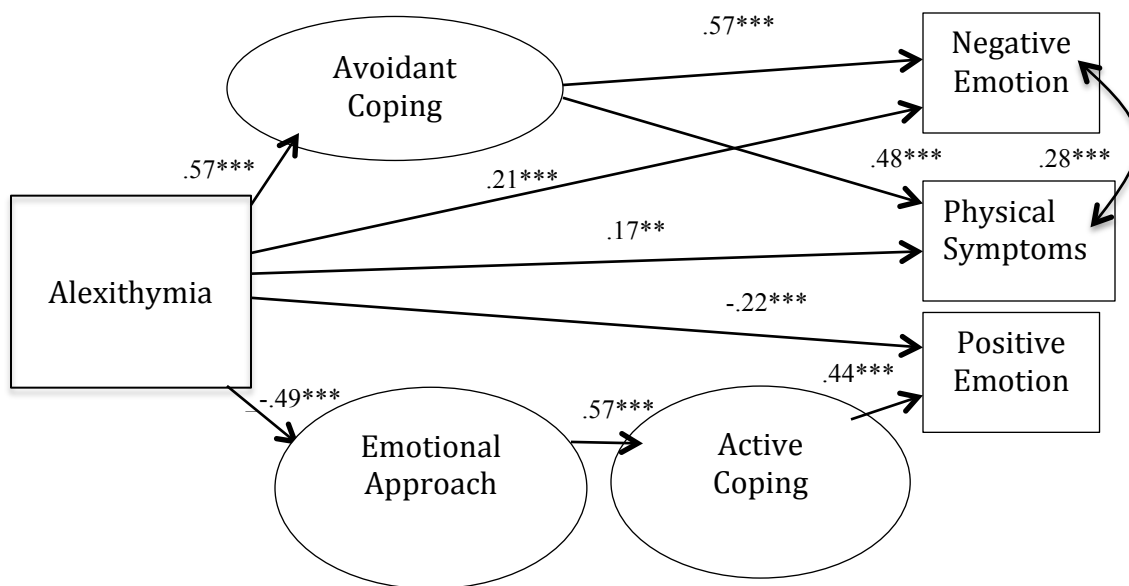 .57***
Negative
Emotion
Avoidant
Coping
.57***
.21***
.48***
.28***
Physical
Symptoms
.17**
Alexithymia
-.22***
Positive
Emotion
.44***
_-.49***
.57***
Emotional
Approach
Active
Coping